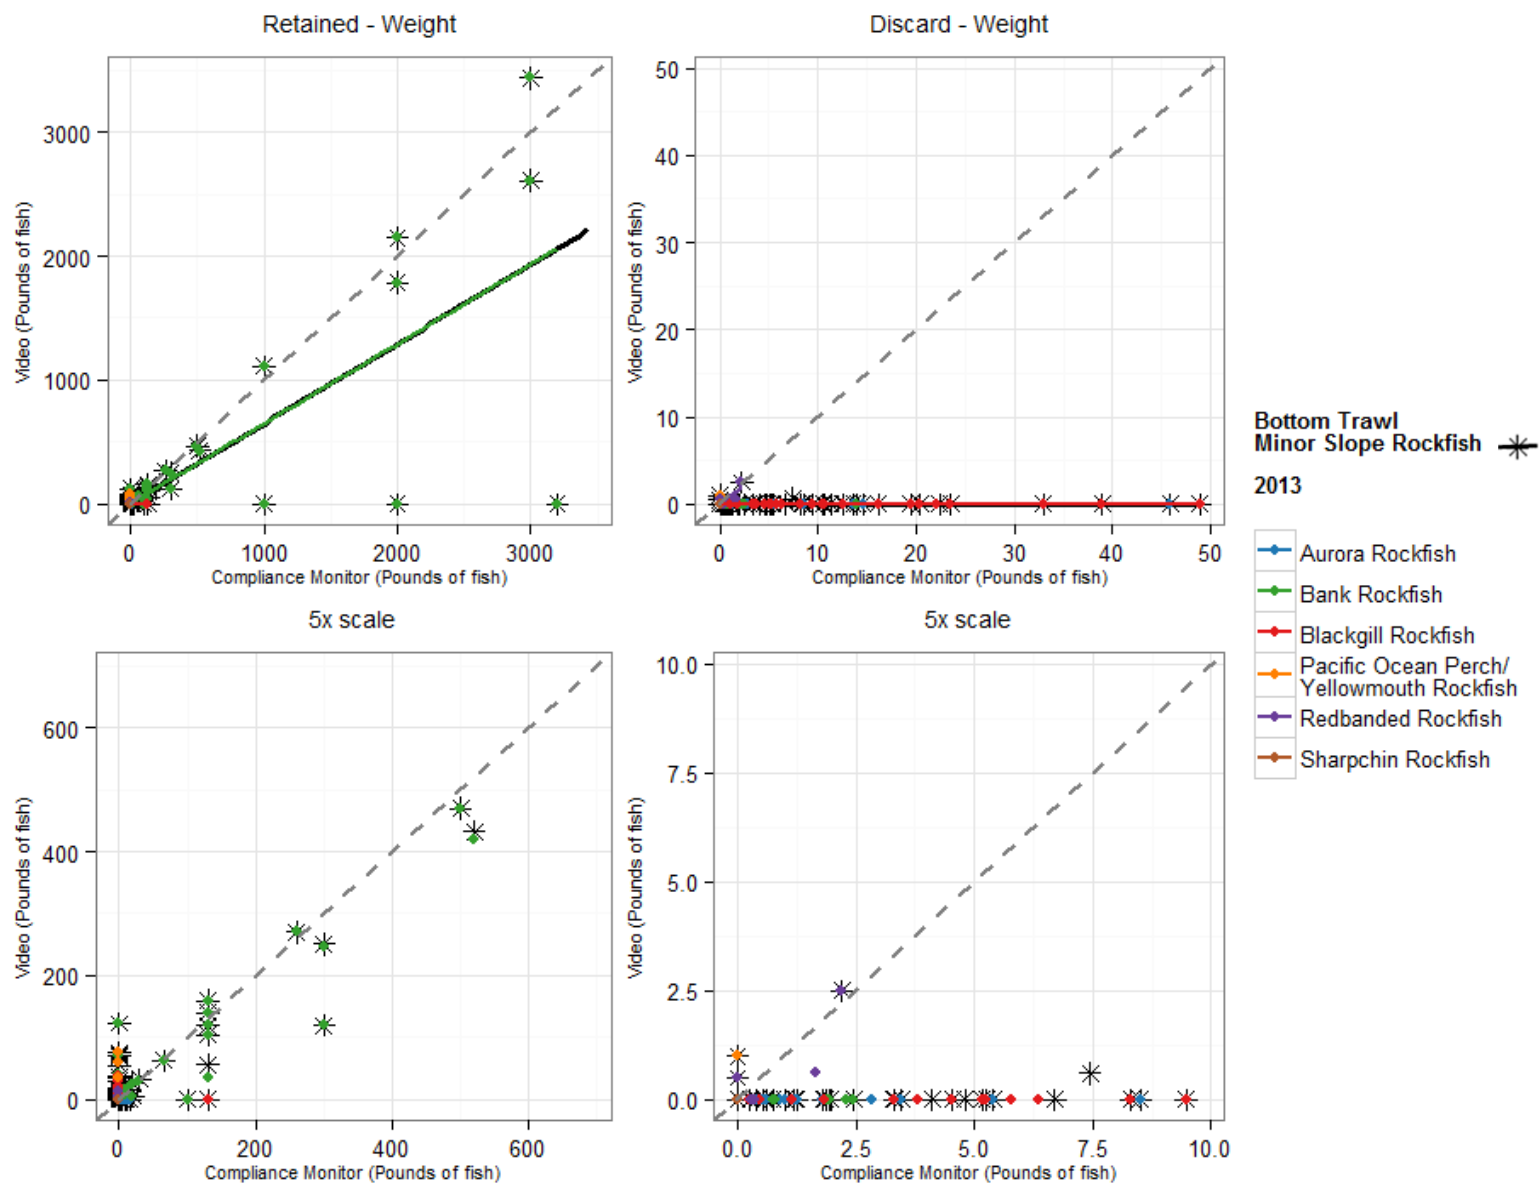 Retained - Weight
3000
2000
1000
0
Video (Pounds of fish)
0 1000 2000 3000
Compliance Monitor (Pounds of fish)
Discard - Weight
50
40
30
20
10
0
Video (Pounds of fish)
0 10 20 30 40 50
Compliance Monitor (Pounds of fish)
5x scale
600
400
200
0
Video (Pounds of fish)
0 200 400 600
Compliance Monitor (Pounds of fish)
5x scale
10.0
7.5
5.0
2.5
0.0
Video (Pounds of fish)
0.0 2.5 5.0 7.5 10.0
Compliance Monitor (Pounds of fish)
Bottom Trawl
Minor Slope Rockfish
2013
Aurora Rockfish
Bank Rockfish
Blackgill Rockfish
Pacific Ocean Perch/
Yellowmouth Rockfish
Redbanded Rockfish
Sharpchin Rockfish